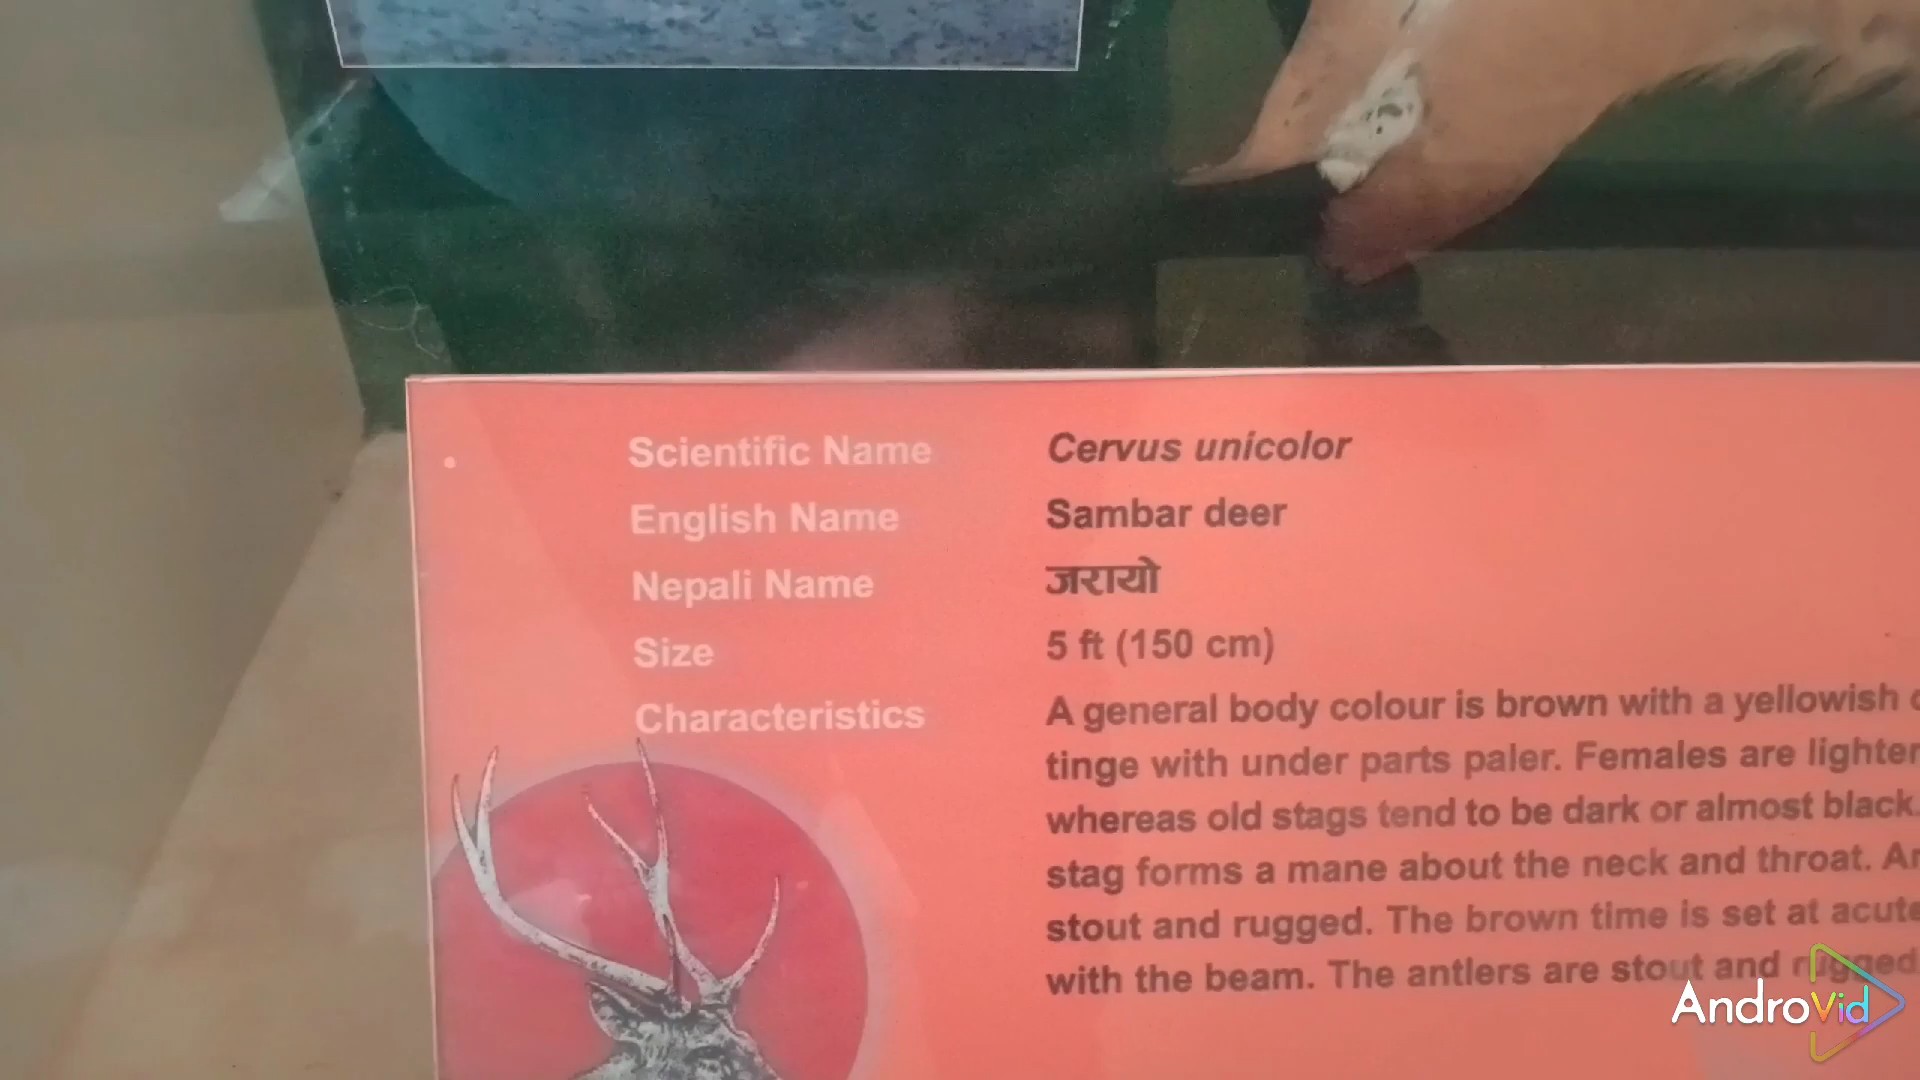 Scientific Name Cervus unicolor
English Name Sambar deer
Nepali Name जरायो
Size 5 ft (150 cm)
Characteristics A general body colour is brown with a yellowish
tinge with under parts paler. Females are lighter
whereas old stags tend to be dark or almost black.
stag forms a mane about the neck and throat.
stout and rugged. The brown time is set at acute
with the beam. The antlers are stout and rugged
AndroVid